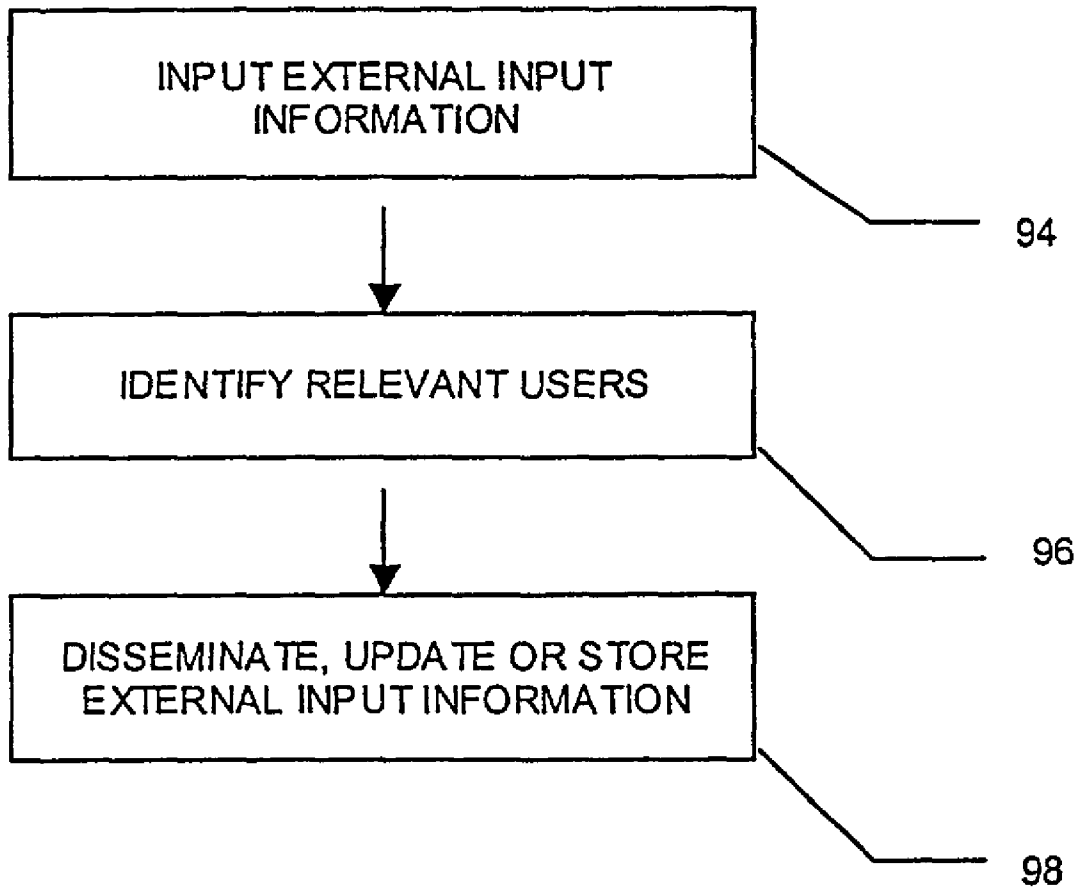 INPUT EXTERNAL INPUT
INFORMATION
94
IDENTIFY RELEVANT USERS
96
DISSEMINATE, UPDATE OR STORE
EXTERNAL INPUT INFORMATION
98